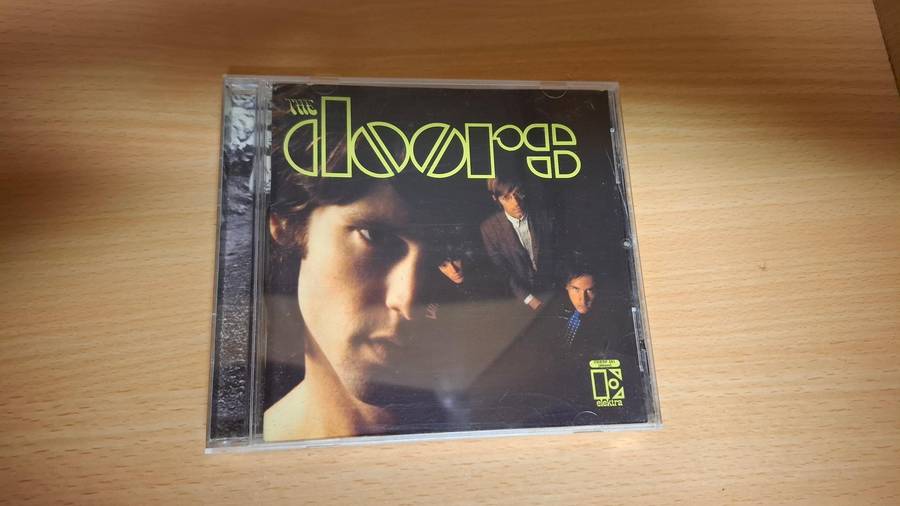 THE
doors
elektra